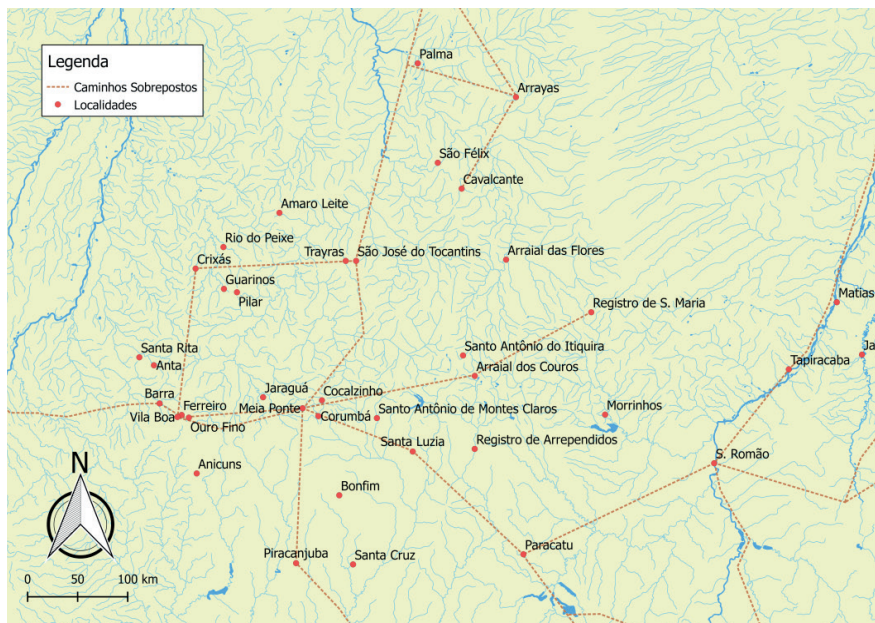 Legenda
Caminhos Sobrepostos
Localidades
Palma
Arrayas
São Félix
Cavalcante
Amaro Leite
Rio do Peixe
Crixás
Trayras
São José do Tocantins
Arraial das Flores
Guarinos
Pilar
Matias
Registro de S. Maria
Santa Rita
Anta
Santo Antônio do Itiquira
Arraial dos Couros
Tapiracaba
Ja
Barra
Ferreiro
Vila Boa
Ouro Fino
Jaraguá
Meia Ponte
Cocalzinho
Corumbá
Santo Antônio de Montes Claros
Morrinhos
Santa Luzia
Registro de Arrependidos
S. Romão
Anicuns
Bonfim
N
Piracanjuba
Santa Cruz
Paracatu
0 50 100 km